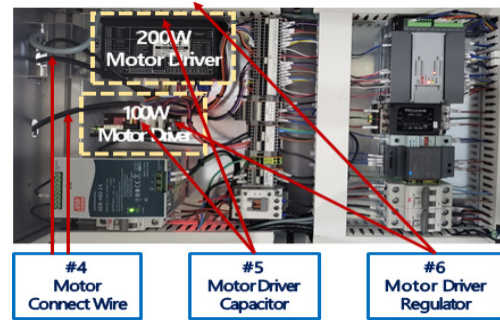 200W
Motor Driver
100W
Motor Driver
#4
Motor
Connect Wire
#5
Motor Driver
Capacitor
#6
Motor Driver
Regulator